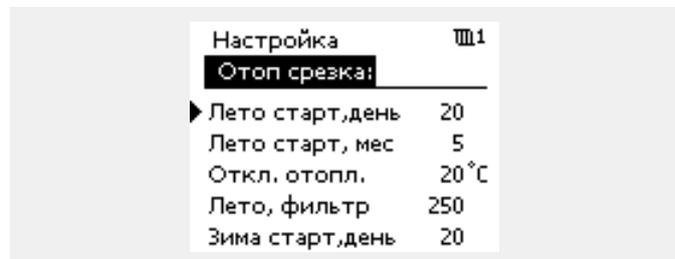 Настройка 1
Отоп срезка:
Лето старт,день 20
Лето старт, мес 5
Откл. отопл. 20°C
Лето, фильтр 250
Зима старт,день 20